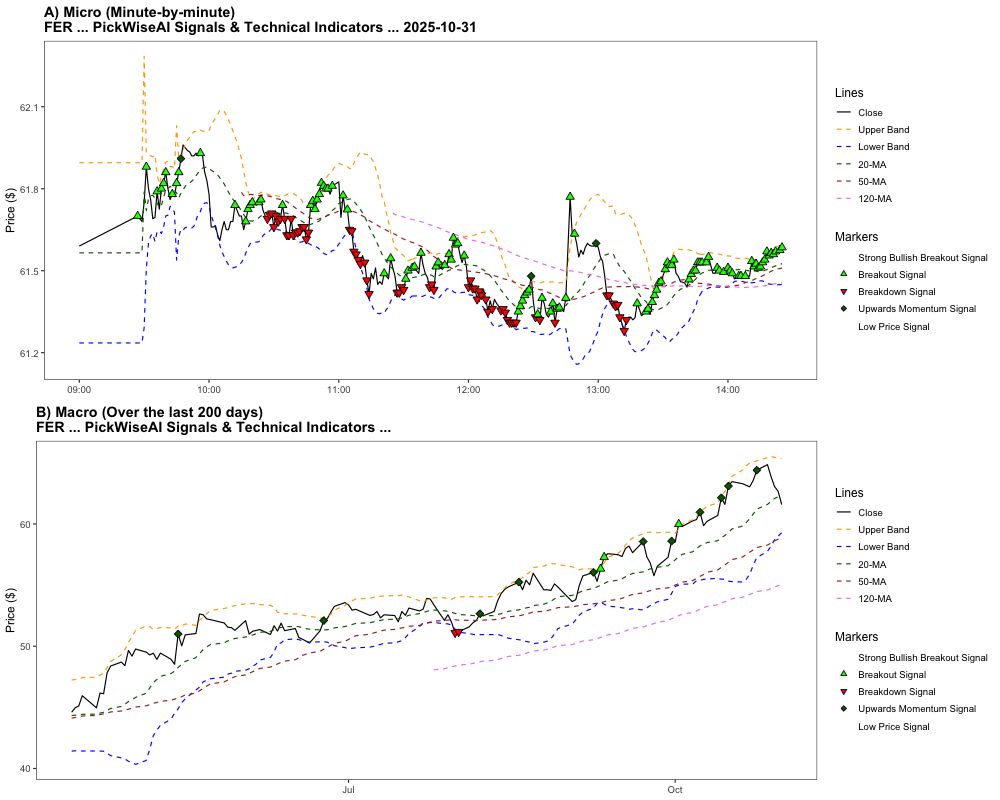 A) Micro (Minute-by-minute)
FER ... PickWiseAI Signals & Technical Indicators ... 2025-10-31
Price ($)
62.1
61.8
61.5
61.2
09:00
10:00
11:00
12:00
13:00
14:00
Lines
Close
Upper Band
Lower Band
20-MA
50-MA
120-MA
Markers
Strong Bullish Breakout Signal
Breakout Signal
Breakdown Signal
Upwards Momentum Signal
Low Price Signal
B) Macro (Over the last 200 days)
FER ... PickWiseAI Signals & Technical Indicators ...
Price ($)
60
50
40
Jul
Oct
Lines
Close
Upper Band
Lower Band
20-MA
50-MA
120-MA
Markers
Strong Bullish Breakout Signal
Breakout Signal
Breakdown Signal
Upwards Momentum Signal
Low Price Signal